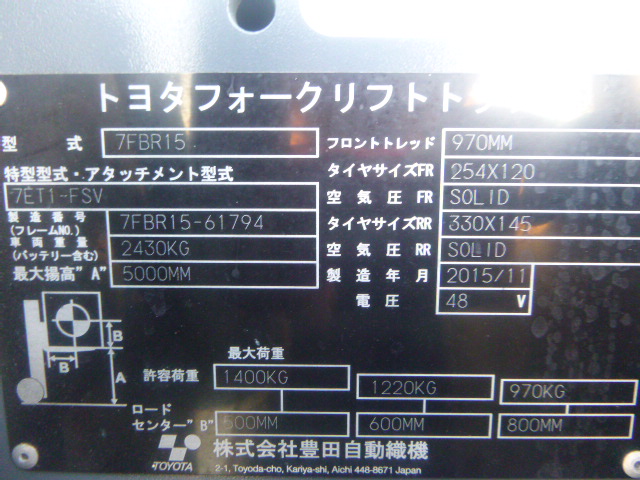 トヨタフォークリフトト
型 式 7FBR15 フロントトレッド 970MM
特型型式・アタッチメント型式 タイヤサイズFR 254X120
7ET1-FSV 空気圧FR SOLID
製造番号 (フレームNO.) 7FBR15-61794 タイヤサイズRR 330X145
車両重量 (バッテリー含む) 2430KG 空気圧RR SOLID
最大揚高"A" 5000MM 製造年月 2015/11
電圧 48 V
B
B A
最大荷重
許容荷重 1400KG 1220KG 970KG
ロード
センター"B" 500MM 600MM 800MM
TOYOTA 株式会社豊田自動織機
2-1, Toyoda-cho, Kariya-shi, Aichi 448-8671 Japan